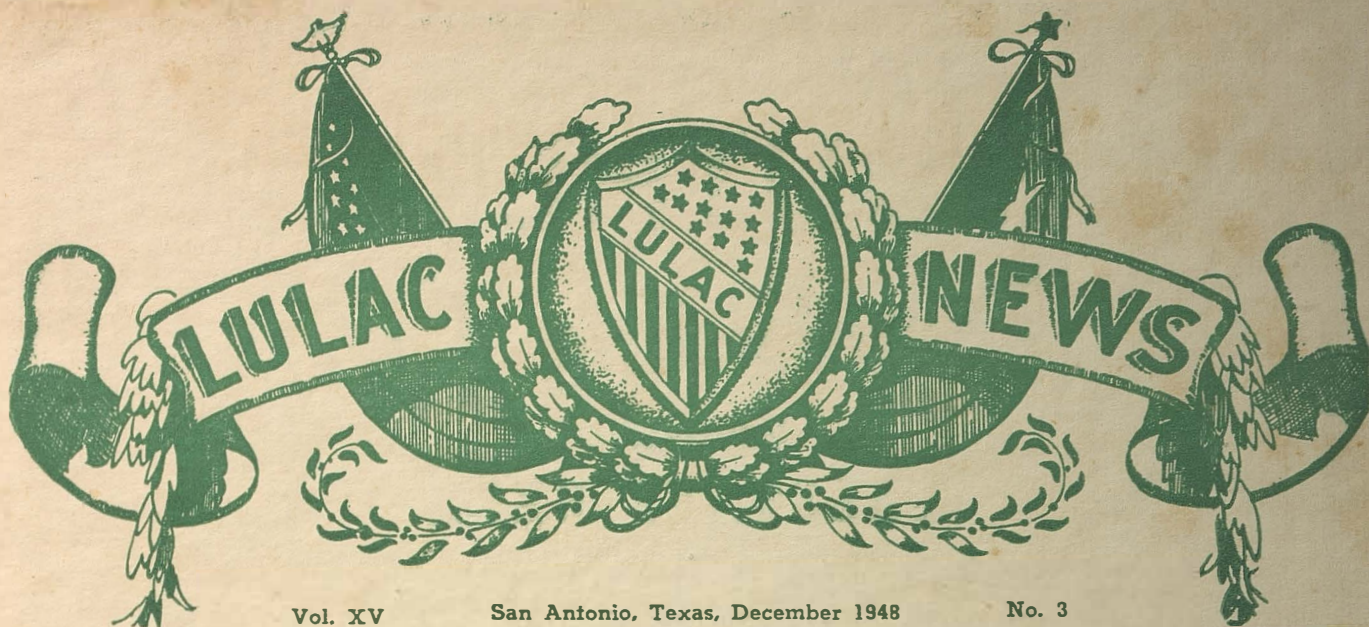 LULAC
LULAC
NEWS
Vol. XV San Antonio, Texas, December 1948 No. 3